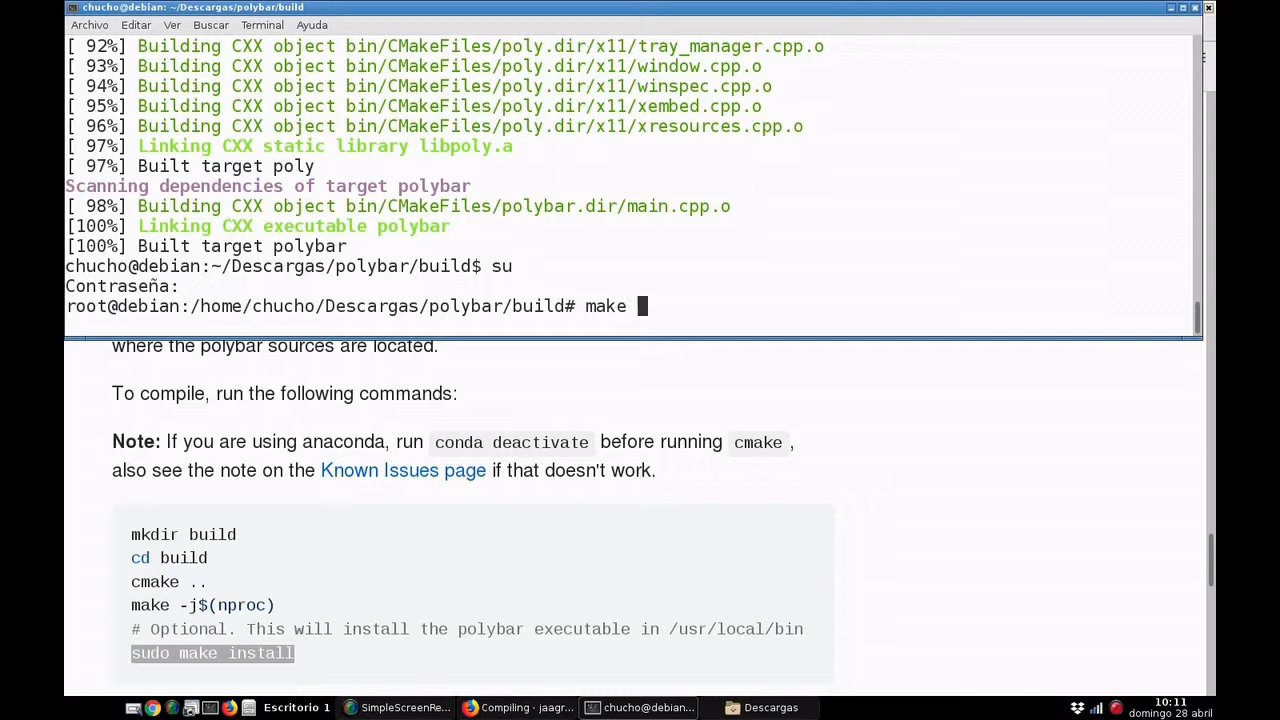 chucho@debian: ~/Descargas/polybar/build
Archivo Editar Ver Buscar Terminal Ayuda
[ 92%] Building CXX object bin/CMakeFiles/poly.dir/x11/tray_manager.cpp.o
[ 93%] Building CXX object bin/CMakeFiles/poly.dir/x11/window.cpp.o
[ 94%] Building CXX object bin/CMakeFiles/poly.dir/x11/winspec.cpp.o
[ 95%] Building CXX object bin/CMakeFiles/poly.dir/x11/xembed.cpp.o
[ 96%] Building CXX object bin/CMakeFiles/poly.dir/x11/xresources.cpp.o
[ 97%] Linking CXX static library libpoly.a
[ 97%] Built target poly
Scanning dependencies of target polybar
[ 98%] Building CXX object bin/CMakeFiles/polybar.dir/main.cpp.o
[100%] Linking CXX executable polybar
[100%] Built target polybar
chucho@debian:~/Descargas/polybar/build$ su
Contraseña:
root@debian:/home/chucho/Descargas/polybar/build# make
where the polybar sources are located.
To compile, run the following commands:
Note: If you are using anaconda, run conda deactivate before running cmake ,
also see the note on the Known Issues page if that doesn't work.
mkdir build
cd build
cmake ..
make -j$(nproc)
# Optional. This will install the polybar executable in /usr/local/bin
sudo make install
Escritorio 1 SimpleScreenRe... Compiling · jaagr... chucho@debian... Descargas 10:11
domingo 28 abril